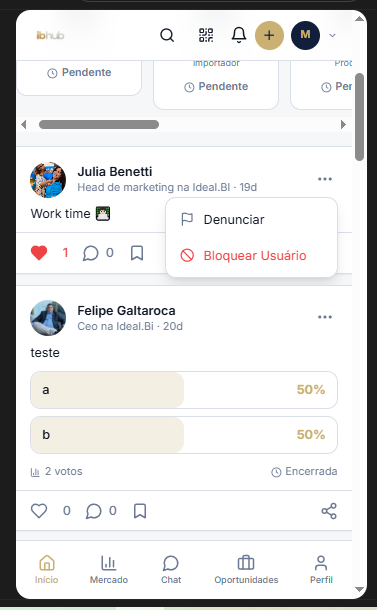 ibhub
M
Importador
Proc
Pendente
Pendente
Per
Julia Benetti
Head de marketing na Ideal.BI · 19d
Work time
Denunciar
1
0
Bloquear Usuário
Felipe Galtaroca
Ceo na Ideal.Bi · 20d
teste
a
50%
b
50%
2 votos
Encerrada
0
0
Início
Mercado
Chat
Oportunidades
Perfil